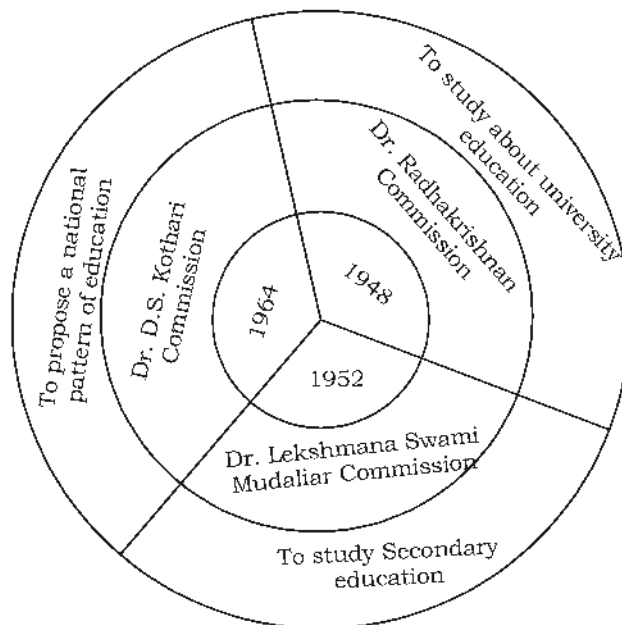 To study about university
education
Dr. Radhakrishnan
Commission
1948
To propose a national
pattern of education
Dr. D.S. Kothari
Commission
1964
1952
Dr. Lekshmana Swami
Mudaliar Commission
To study Secondary
education